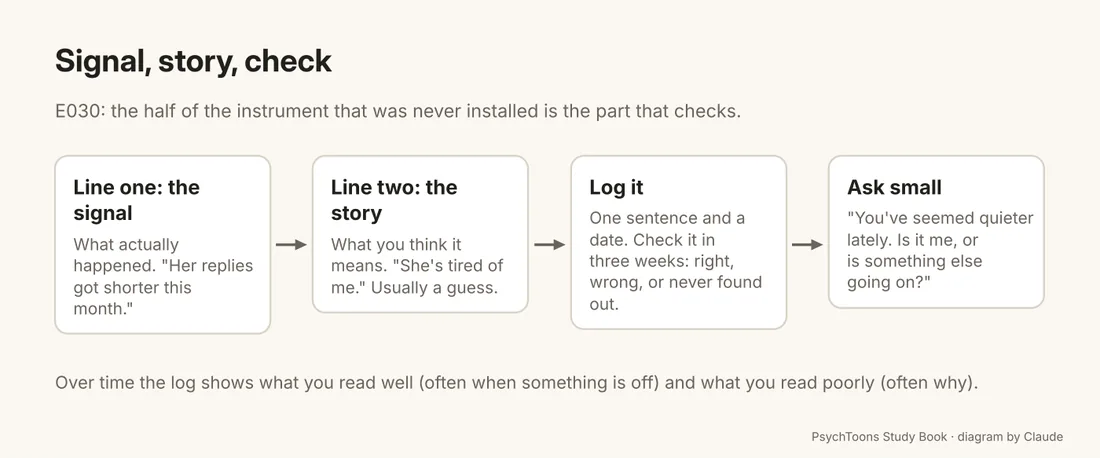 Signal, story, check
E030: the half of the instrument that was never installed is the part that checks.
Line one: the
signal
What actually
happened. "Her replies
got shorter this
month."
Line two: the
story
What you think it
means. "She's tired of
me." Usually a guess.
Log it
One sentence and a
date. Check it in
three weeks: right,
wrong, or never found
out.
Ask small
"You've seemed quieter
lately. Is it me, or
is something else
going on?"
Over time the log shows what you read well (often when something is off) and what you read poorly (often why).
PsychToons Study Book · diagram by Claude